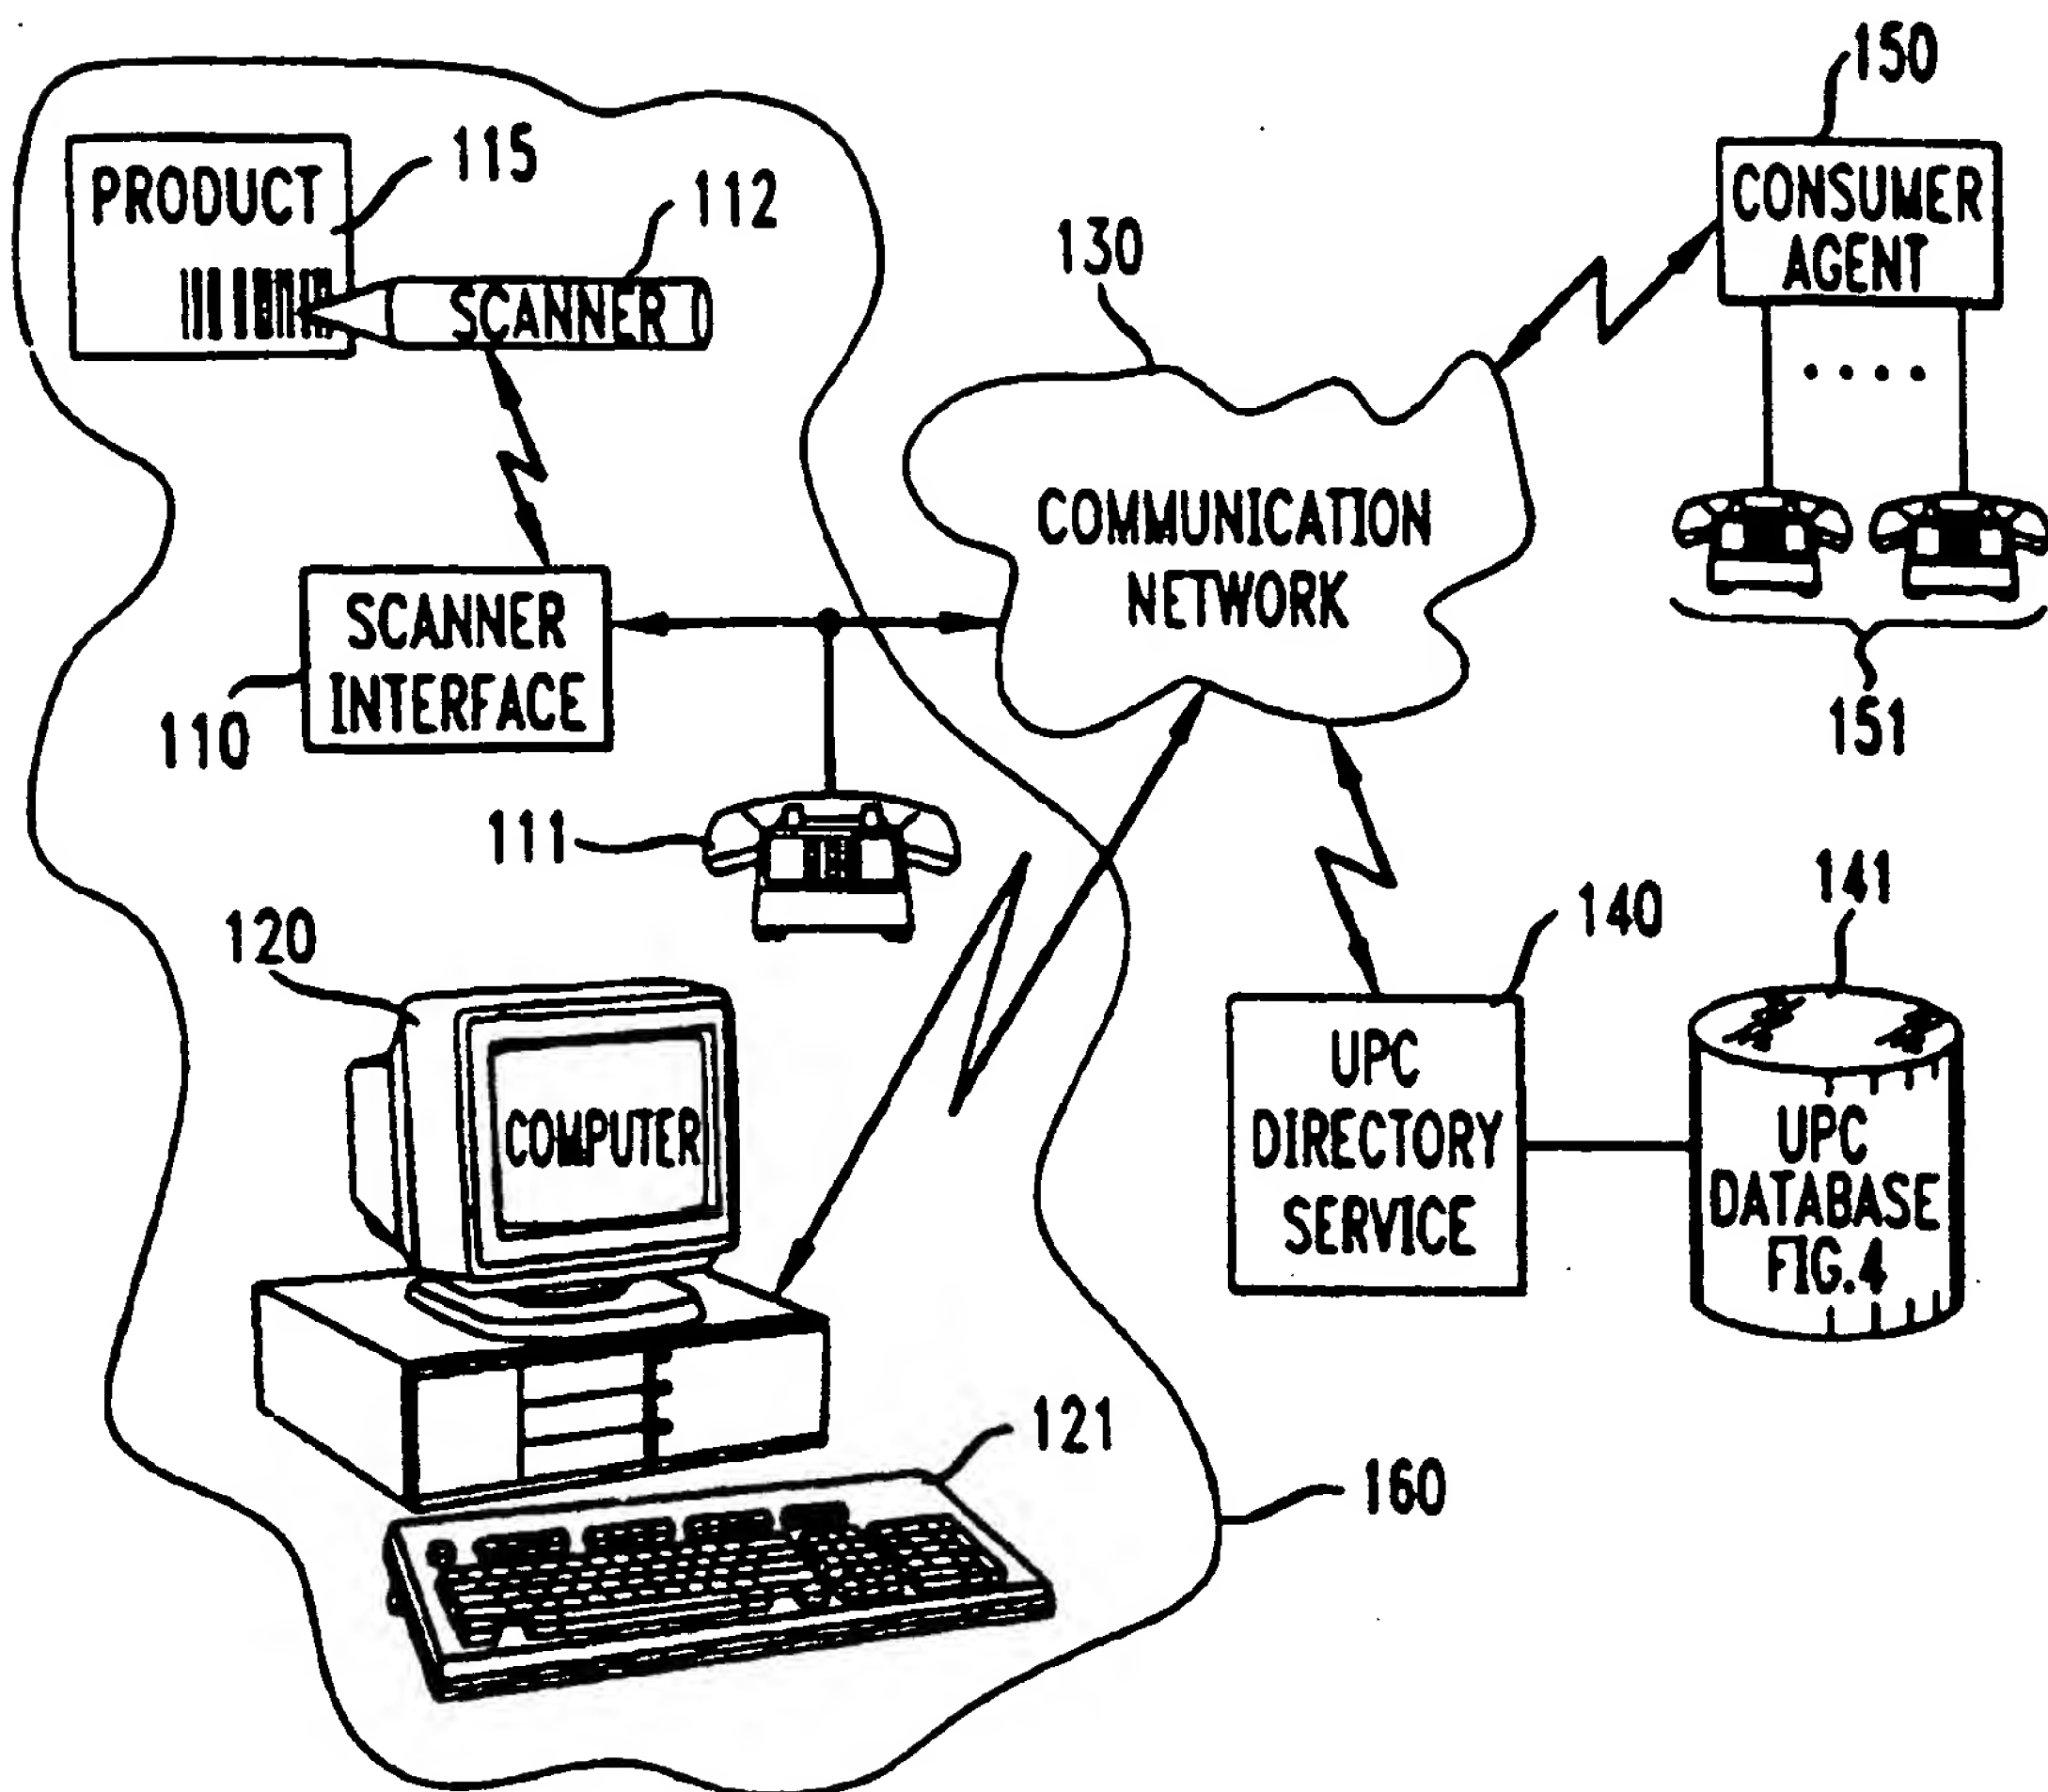 150
PRODUCT
115
112
SCANNER
CONSUMER
AGENT
130
COMMUNICATION
NETWORK
SCANNER
INTERFACE
110
151
111
120
140
141
COMPUTER
UPC
DIRECTORY
SERVICE
UPC
DATABASE
FIG.4
121
160